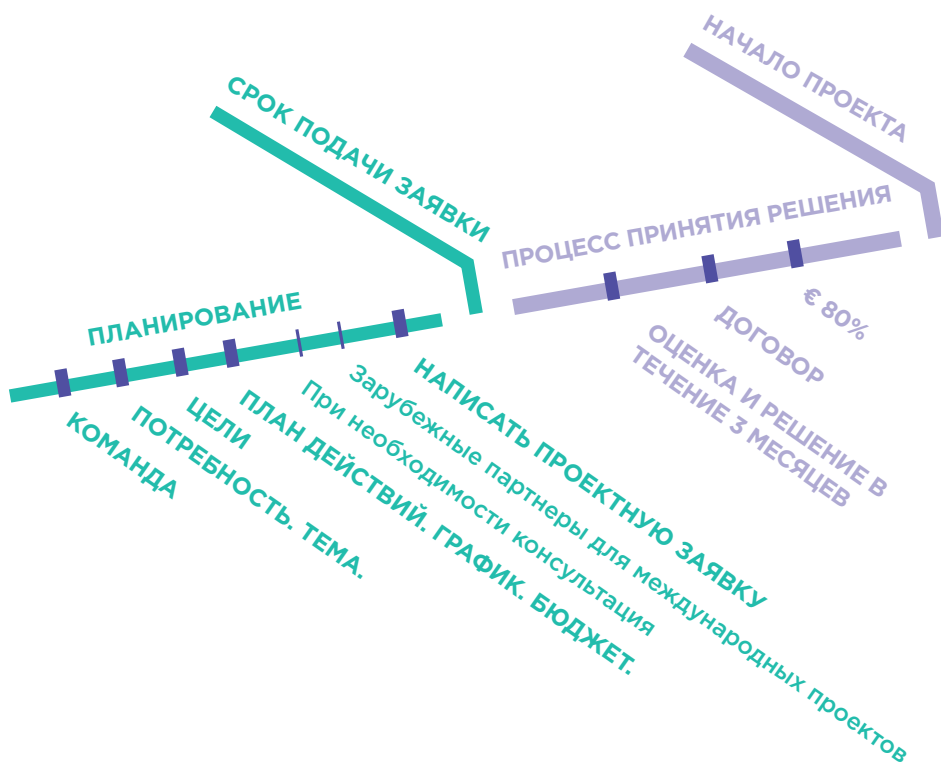 СРОК ПОДАЧИ ЗАЯВКИ
НАЧАЛО ПРОЕКТА
ПЛАНИРОВАНИЕ
КОМАНДА
ПОТРЕБНОСТЬ. ТЕМА.
ЦЕЛИ
ПЛАН ДЕЙСТВИЙ. ГРАФИК. БЮДЖЕТ.
При необходимости консультация
Зарубежные партнеры для международных проектов
НАПИСАТЬ ПРОЕКТНУЮ ЗАЯВКУ
ПРОЦЕСС ПРИНЯТИЯ РЕШЕНИЯ
ОЦЕНКА И РЕШЕНИЕ В
ТЕЧЕНИЕ 3 МЕСЯЦЕВ
ДОГОВОР
€ 80%